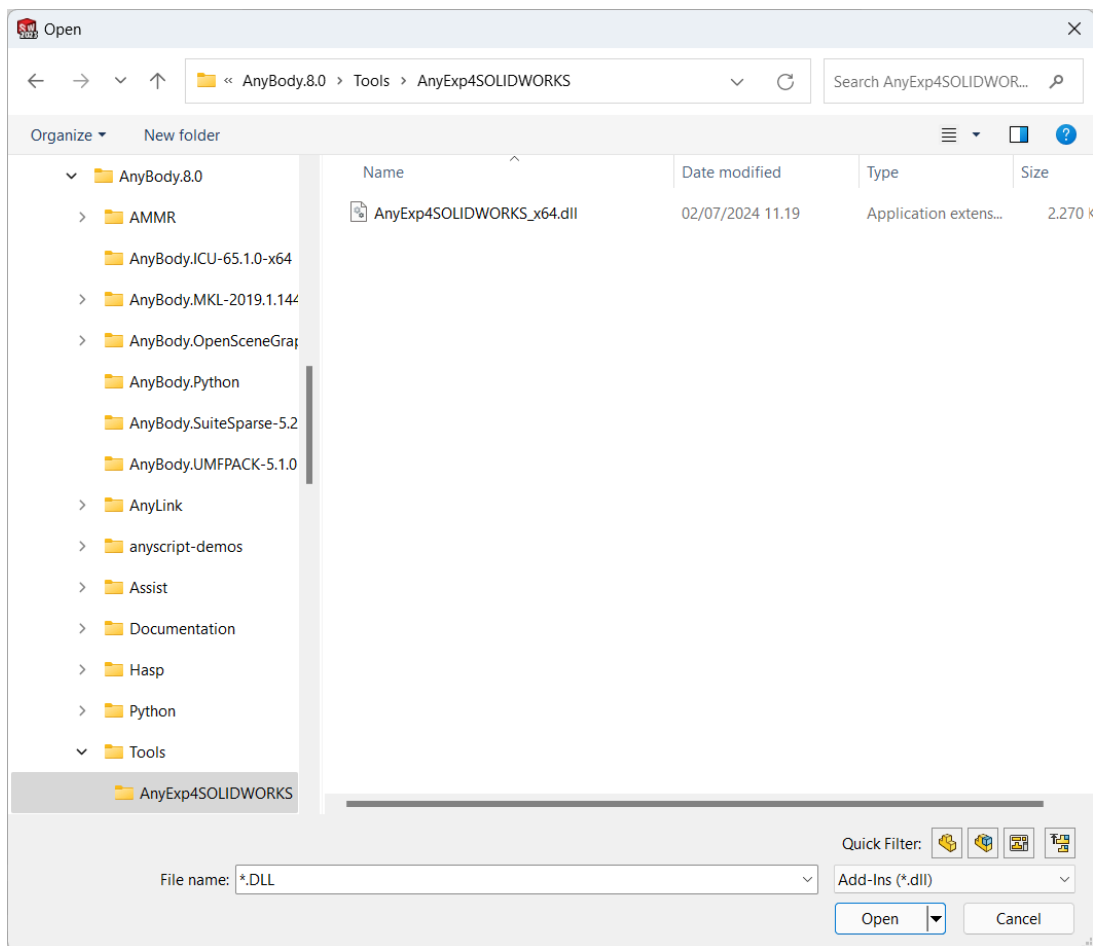 Open
« AnyBody.8.0 > Tools > AnyExp4SOLIDWORKS
Search AnyExp4SOLIDWOR...
Organize
New folder
Name
Date modified
Type
Size
AnyExp4SOLIDWORKS_x64.dll
02/07/2024 11.19
Application extens...
2.270 K
AnyBody.8.0
AMMR
AnyBody.ICU-65.1.0-x64
AnyBody.MKL-2019.1.144
AnyBody.OpenSceneGrap
AnyBody.Python
AnyBody.SuiteSparse-5.2
AnyBody.UMFPACK-5.1.0
AnyLink
anyscript-demos
Assist
Documentation
Hasp
Python
Tools
AnyExp4SOLIDWORKS
Quick Filter:
File name:
*.DLL
Add-Ins (*.dll)
Open
Cancel